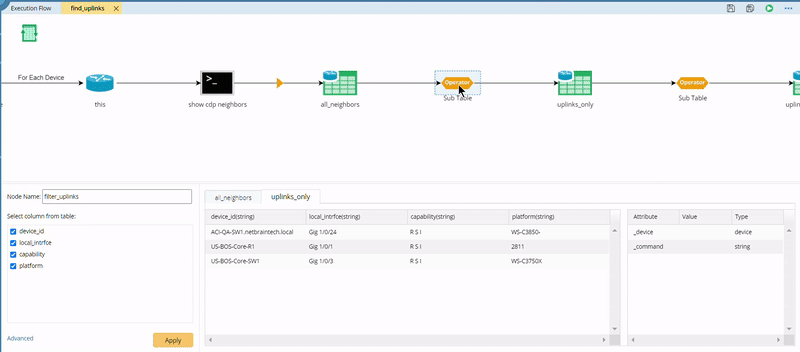 Execution Flow
find_uplinks
For Each Device
>_
Operator
this
show cdp neighbors
all_neighbors
Sub Table
uplinks_only
Sub Table
Node Name: filter_uplinks
Select column from table:
device_id
local_intrfce
capability
platform
Advanced
Apply
all_neighbors
uplinks_only
device_id(string) local_intrfce(string) capability(string) platform(string)
ACI-QA-SW1.netbraintech.local Gig 1/0/24 R S I WS-C3850-
US-BOS-Core-R1 Gig 1/0/1 R S I 2811
US-BOS-Core-SW1 Gig 1/0/3 R S I WS-C3750X
Attribute Value Type
_device device
_command string